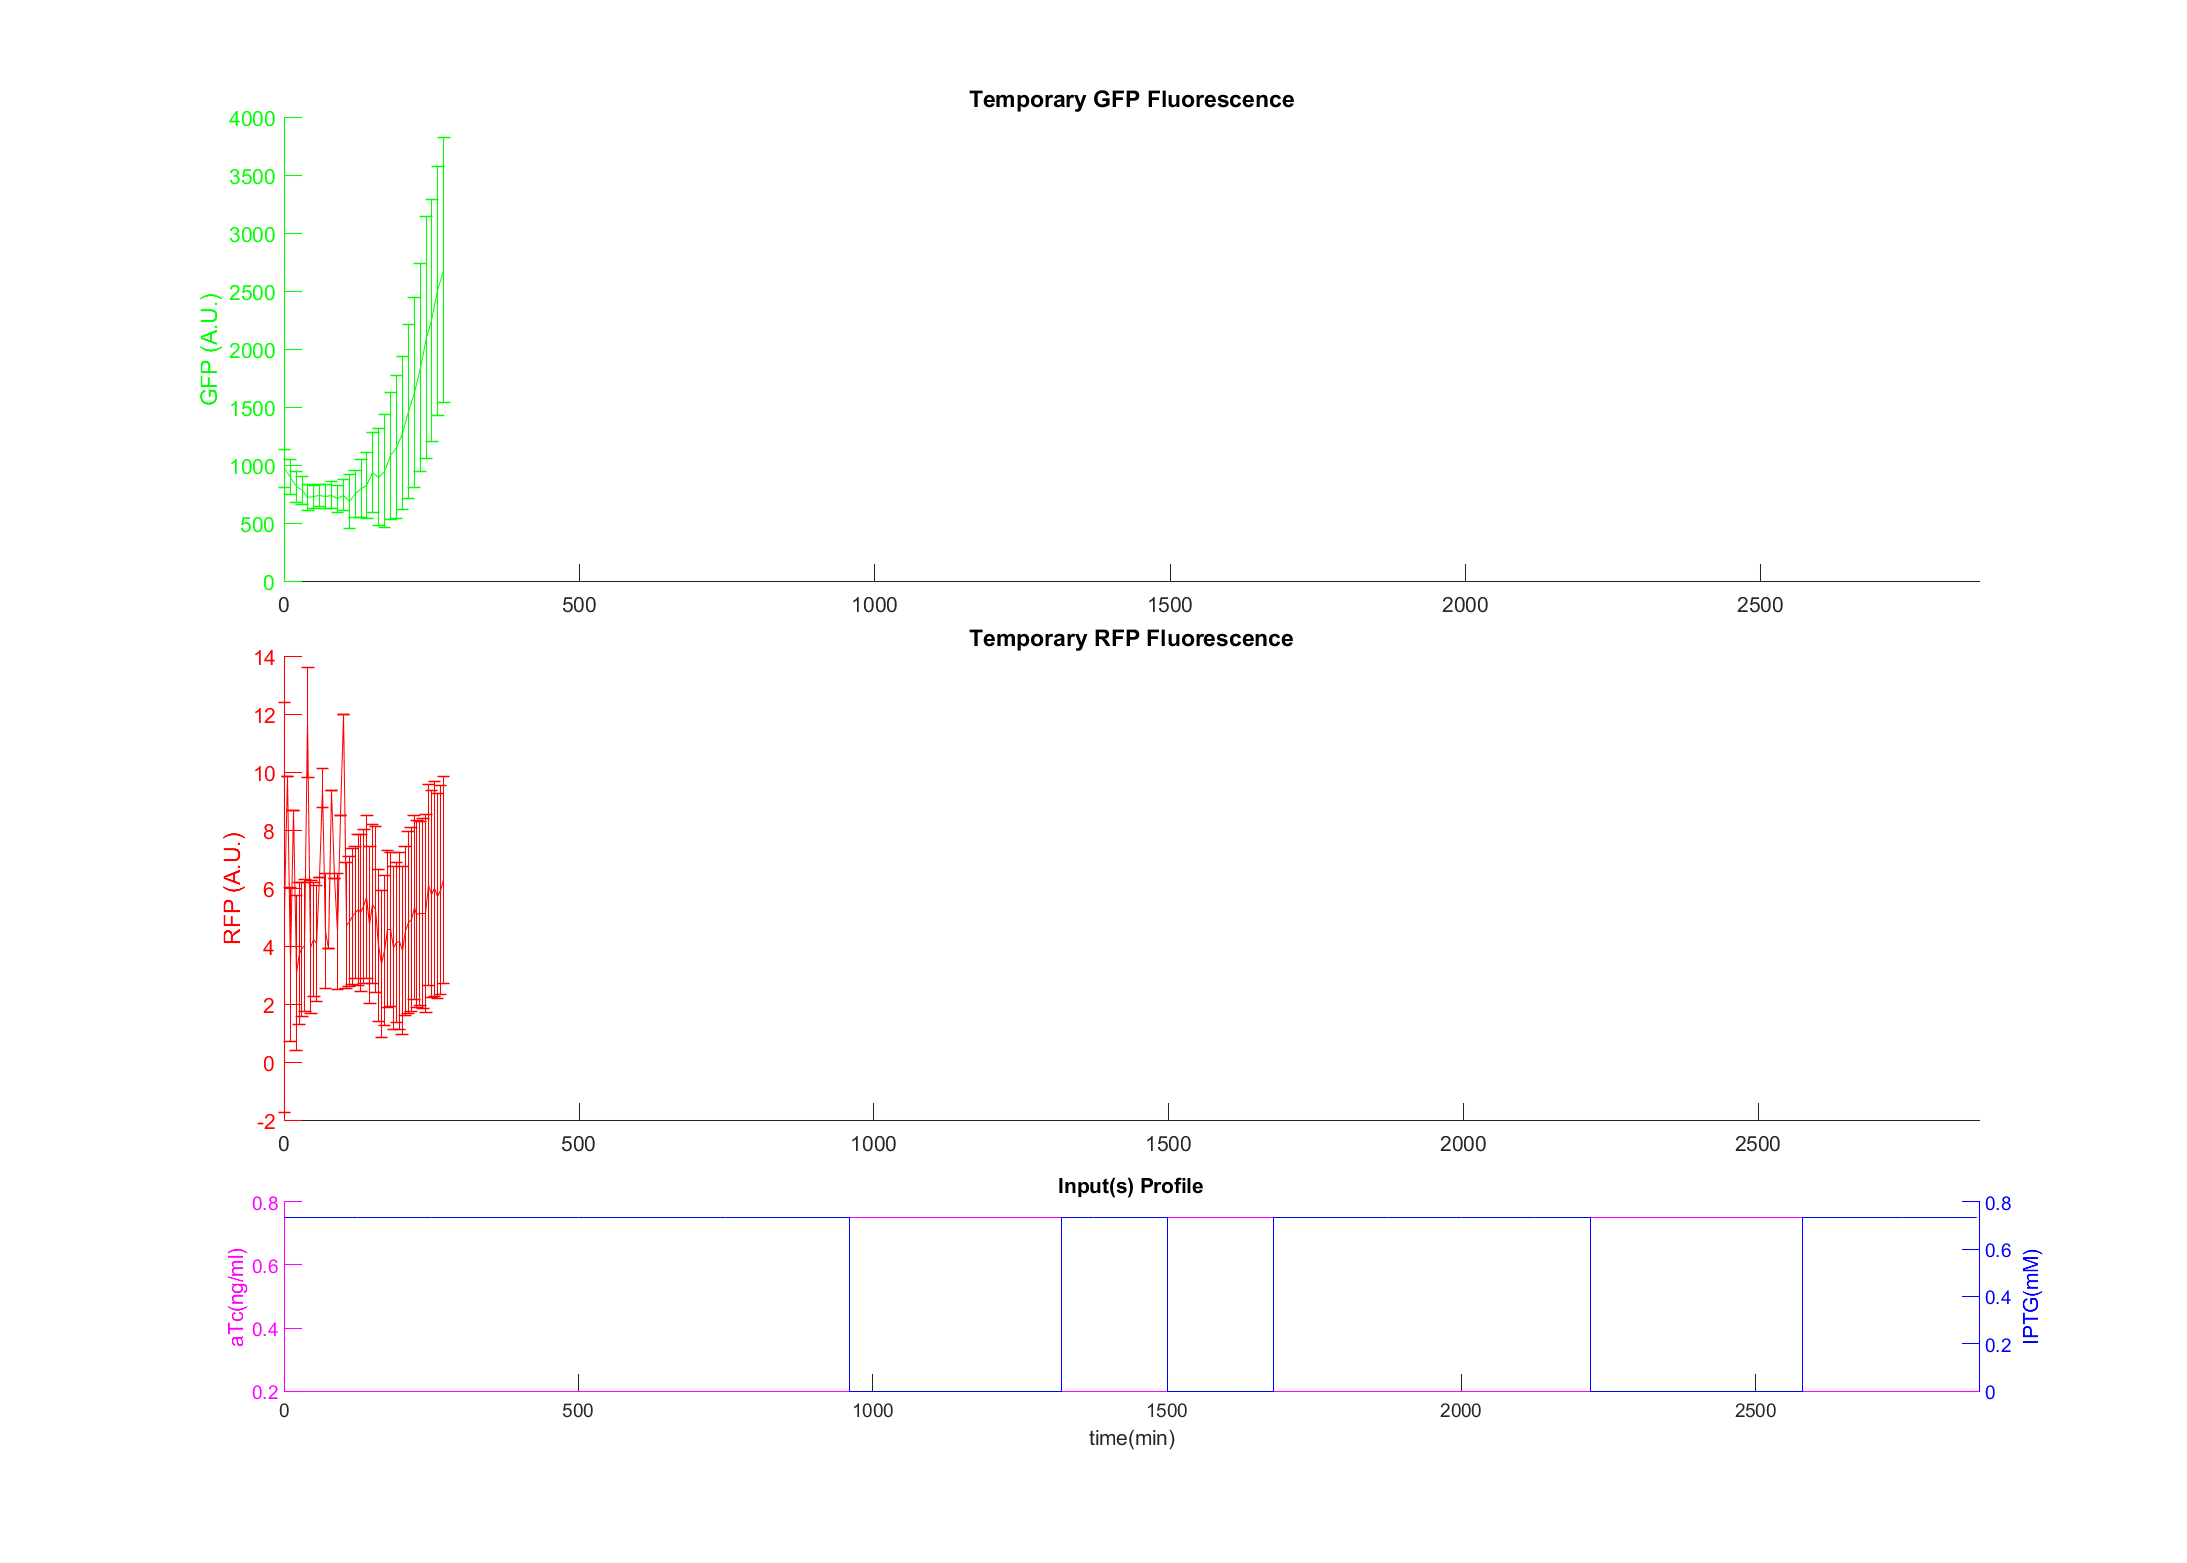 Temporary GFP Fluorescence
4000
3500
3000
2500
2000
1500
1000
500
0
GFP (A.U.)
0 500 1000 1500 2000 2500
Temporary RFP Fluorescence
14
12
10
8
6
4
2
0
-2
RFP (A.U.)
0 500 1000 1500 2000 2500
Input(s) Profile
0.8
0.6
0.4
0.2
aTc(ng/ml)
0.8
0.6
0.4
0.2
0
IPTG(mM)
0 500 1000 1500 2000 2500
time(min)